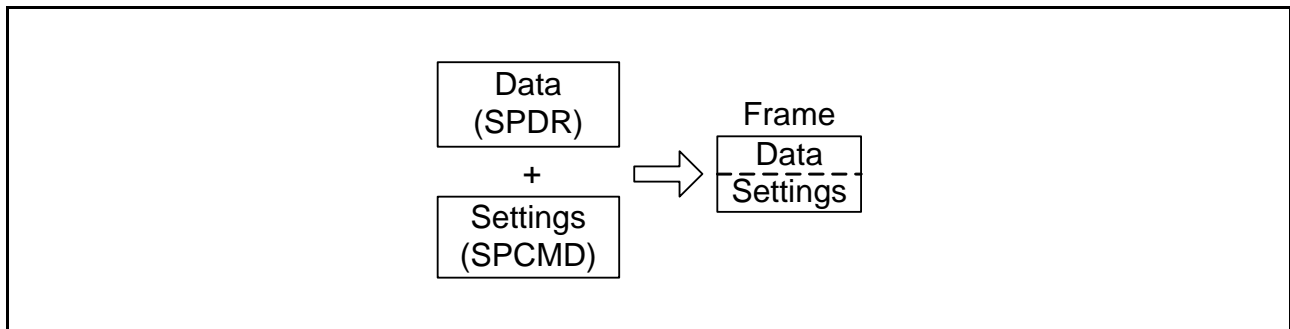 Data
(SPDR)
+
Settings
(SPCMD)
Frame
Data
Settings